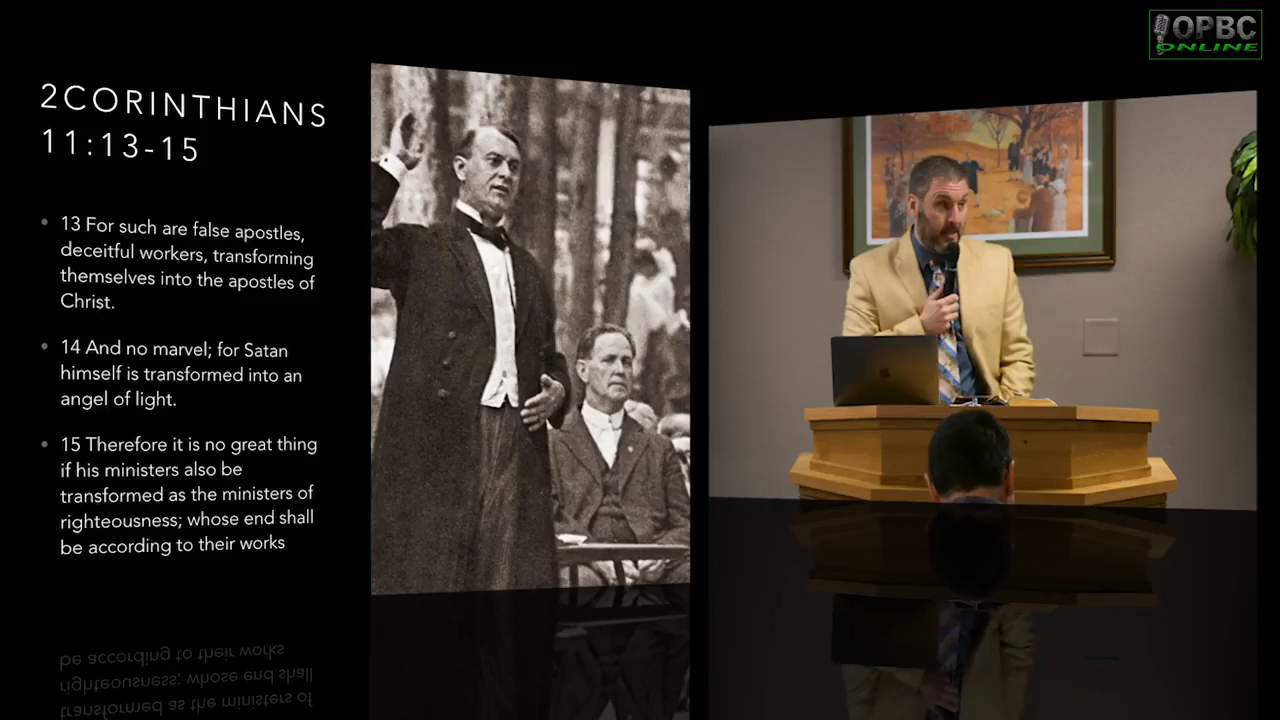 OPBC
ONLINE
2CORINTHIANS
11:13-15
• 13 For such are false apostles,
deceitful workers, transforming
themselves into the apostles of
Christ.
• 14 And no marvel; for Satan
himself is transformed into an
angel of light.
• 15 Therefore it is no great thing
if his ministers also be
transformed as the ministers of
righteousness; whose end shall
be according to their works